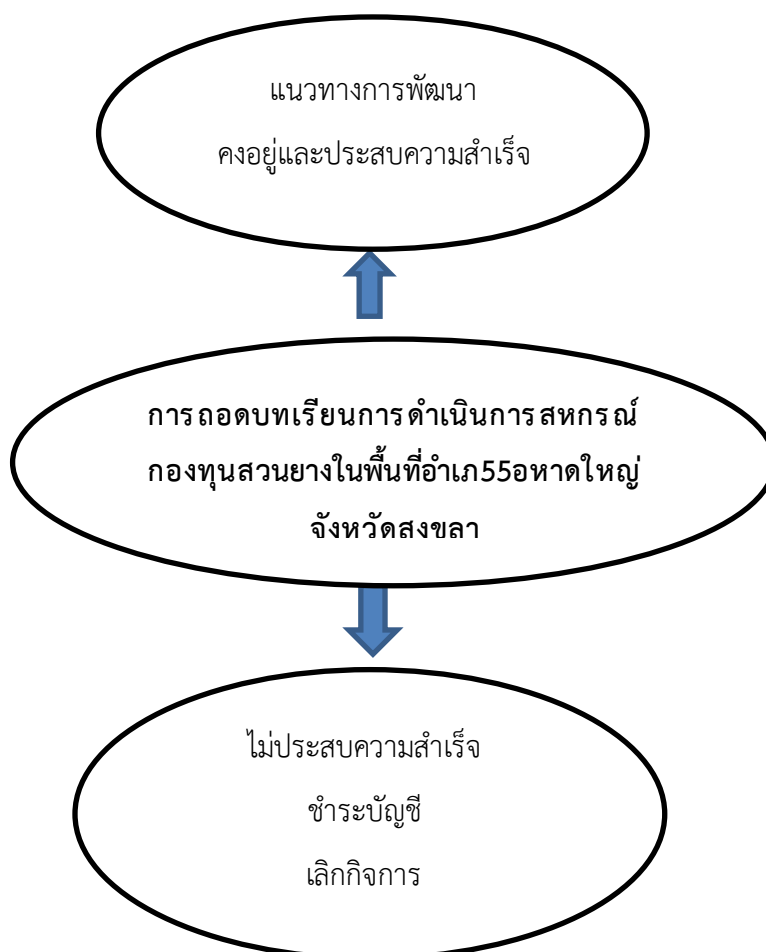 แนวทางการพัฒนา
คงอยู่และประสบความสำเร็จ
การถอดบทเรียนการดำเนินการสหกรณ์
กองทุนสวนยางในพื้นที่อำเภ55อหาดใหญ่
จังหวัดสงขลา
ไม่ประสบความสำเร็จ
ชำระบัญชี
เลิกกิจการ